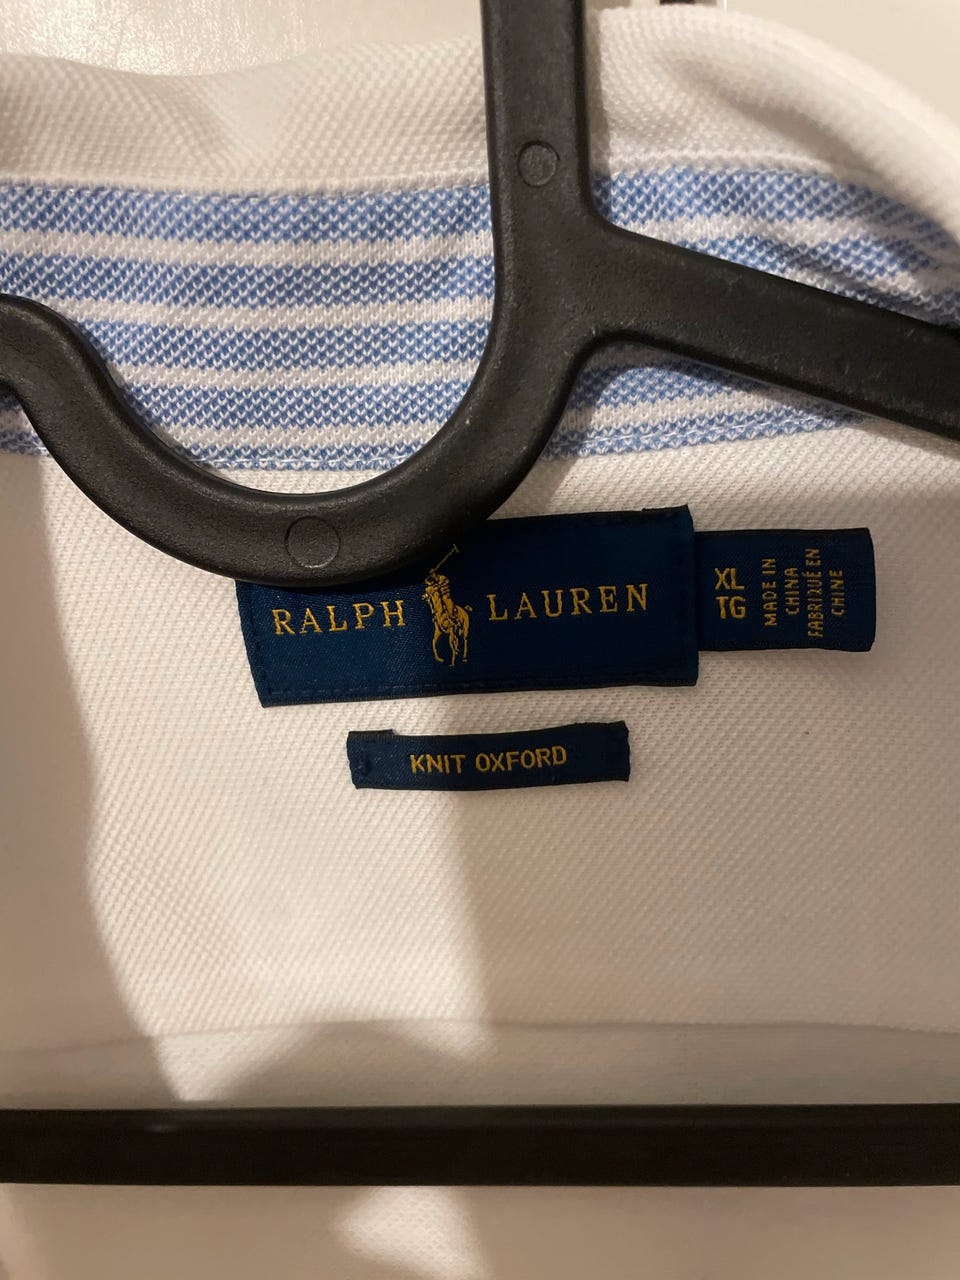 RALPH LAUREN
XL
TG
MADE IN
CHINA
FABRIQUÉ EN
CHINE
KNIT OXFORD